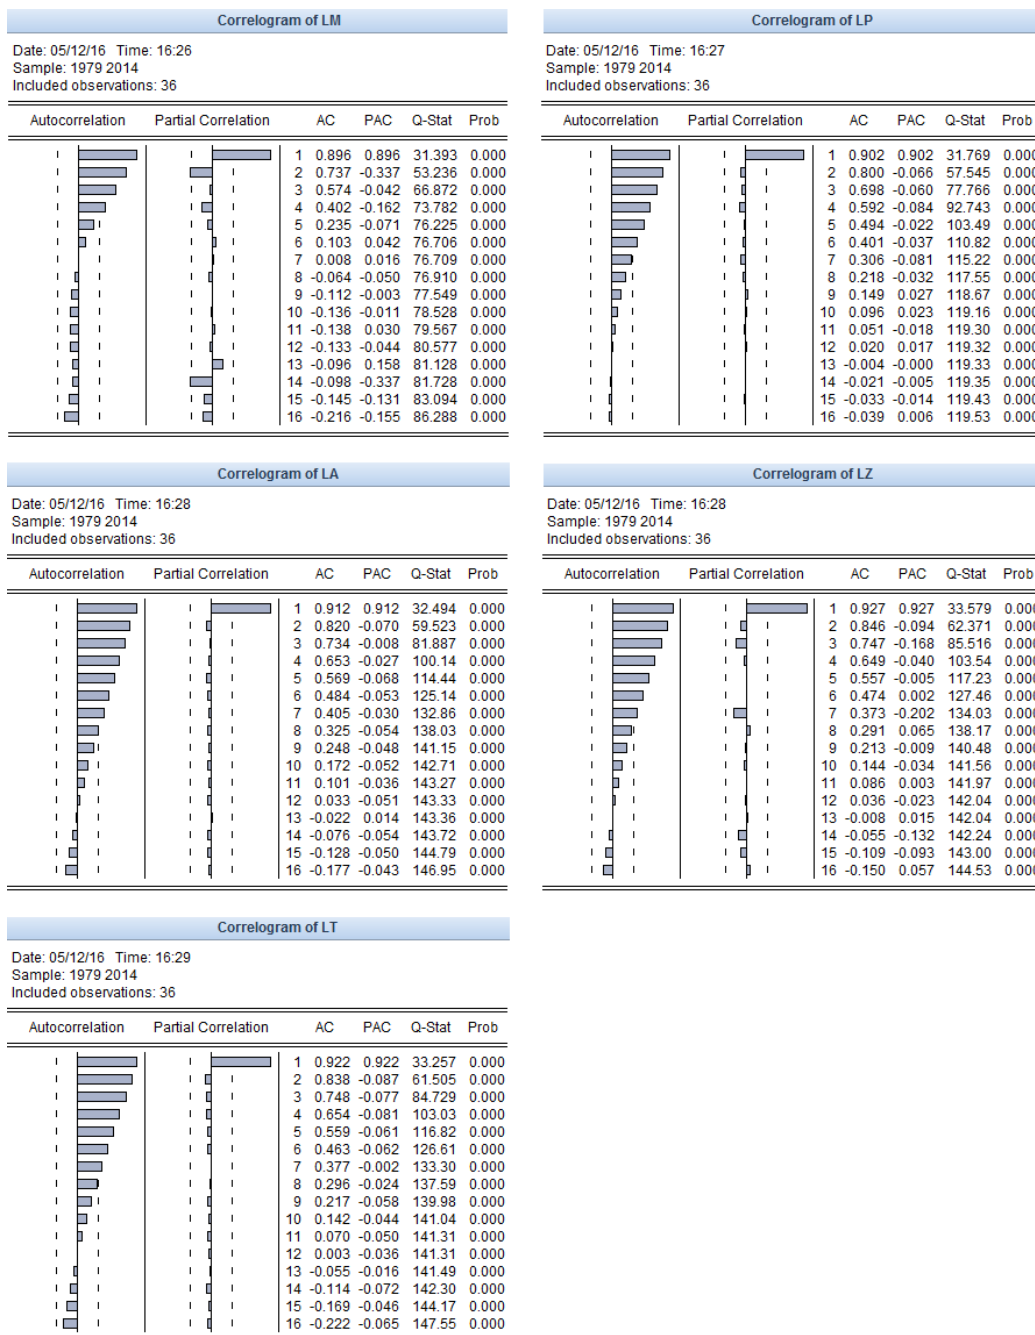 Correlogram of LM
Date: 05/12/16 Time: 16:26
Sample: 1979 2014
Included observations: 36
Autocorrelation Partial Correlation AC PAC Q-Stat Prob
1 0.896 0.896 31.393 0.000
2 0.737 -0.337 53.236 0.000
3 0.574 -0.042 66.872 0.000
4 0.402 -0.162 73.782 0.000
5 0.235 -0.071 76.225 0.000
6 0.103 0.042 76.706 0.000
7 0.008 0.016 76.709 0.000
8 -0.064 -0.050 76.910 0.000
9 -0.112 -0.003 77.549 0.000
10 -0.136 -0.011 78.528 0.000
11 -0.138 0.030 79.567 0.000
12 -0.133 -0.044 80.577 0.000
13 -0.096 0.158 81.128 0.000
14 -0.098 -0.337 81.728 0.000
15 -0.145 -0.131 83.094 0.000
16 -0.216 -0.155 86.288 0.000
Correlogram of LP
Date: 05/12/16 Time: 16:27
Sample: 1979 2014
Included observations: 36
Autocorrelation Partial Correlation AC PAC Q-Stat Prob
1 0.902 0.902 31.769 0.000
2 0.800 -0.066 57.545 0.000
3 0.698 -0.060 77.766 0.000
4 0.592 -0.084 92.743 0.000
5 0.494 -0.022 103.49 0.000
6 0.401 -0.037 110.82 0.000
7 0.306 -0.081 115.22 0.000
8 0.218 -0.032 117.55 0.000
9 0.149 0.027 118.67 0.000
10 0.096 0.023 119.16 0.000
11 0.051 -0.018 119.30 0.000
12 0.020 0.017 119.32 0.000
13 -0.004 -0.000 119.33 0.000
14 -0.021 -0.005 119.35 0.000
15 -0.033 -0.014 119.43 0.000
16 -0.039 0.006 119.53 0.000
Correlogram of LA
Date: 05/12/16 Time: 16:28
Sample: 1979 2014
Included observations: 36
Autocorrelation Partial Correlation AC PAC Q-Stat Prob
1 0.912 0.912 32.494 0.000
2 0.820 -0.070 59.523 0.000
3 0.734 -0.008 81.887 0.000
4 0.653 -0.027 100.14 0.000
5 0.569 -0.068 114.44 0.000
6 0.484 -0.053 125.14 0.000
7 0.405 -0.030 132.86 0.000
8 0.325 -0.054 138.03 0.000
9 0.248 -0.048 141.15 0.000
10 0.172 -0.052 142.71 0.000
11 0.101 -0.036 143.27 0.000
12 0.033 -0.051 143.33 0.000
13 -0.022 0.014 143.36 0.000
14 -0.076 -0.054 143.72 0.000
15 -0.128 -0.050 144.79 0.000
16 -0.177 -0.043 146.95 0.000
Correlogram of LZ
Date: 05/12/16 Time: 16:28
Sample: 1979 2014
Included observations: 36
Autocorrelation Partial Correlation AC PAC Q-Stat Prob
1 0.927 0.927 33.579 0.000
2 0.846 -0.094 62.371 0.000
3 0.747 -0.168 85.516 0.000
4 0.649 -0.040 103.54 0.000
5 0.557 -0.005 117.23 0.000
6 0.474 0.002 127.46 0.000
7 0.373 -0.202 134.03 0.000
8 0.291 0.065 138.17 0.000
9 0.213 -0.009 140.48 0.000
10 0.144 -0.034 141.56 0.000
11 0.086 0.003 141.97 0.000
12 0.036 -0.023 142.04 0.000
13 -0.008 0.015 142.04 0.000
14 -0.055 -0.132 142.24 0.000
15 -0.109 -0.093 143.00 0.000
16 -0.150 0.057 144.53 0.000
Correlogram of LT
Date: 05/12/16 Time: 16:29
Sample: 1979 2014
Included observations: 36
Autocorrelation Partial Correlation AC PAC Q-Stat Prob
1 0.922 0.922 33.257 0.000
2 0.838 -0.087 61.505 0.000
3 0.748 -0.077 84.729 0.000
4 0.654 -0.081 103.03 0.000
5 0.559 -0.061 116.82 0.000
6 0.463 -0.062 126.61 0.000
7 0.377 -0.002 133.30 0.000
8 0.296 -0.024 137.59 0.000
9 0.217 -0.058 139.98 0.000
10 0.142 -0.044 141.04 0.000
11 0.070 -0.050 141.31 0.000
12 0.003 -0.036 141.31 0.000
13 -0.055 -0.016 141.49 0.000
14 -0.114 -0.072 142.30 0.000
15 -0.169 -0.046 144.17 0.000
16 -0.222 -0.065 147.55 0.000